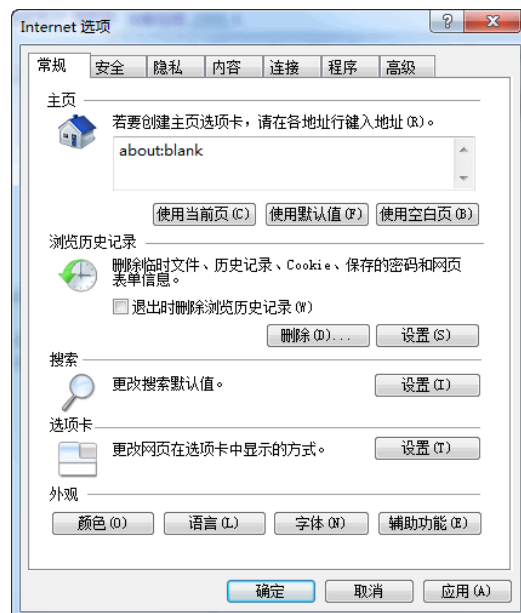 Internet 选项
常规 安全 隐私 内容 连接 程序 高级
主页
若要创建主页选项卡，请在各地址行键入地址(R)。
about:blank
使用当前页(C) 使用默认值(F) 使用空白页(B)
浏览历史记录
删除临时文件、历史记录、Cookie、保存的密码和网页
表单信息。
退出时删除浏览历史记录(W)
删除(D)... 设置(S)
搜索
更改搜索默认值。 设置(I)
选项卡
更改网页在选项卡中显示的方式。 设置(T)
外观
颜色(O) 语言(L) 字体(N) 辅助功能(E)
确定 取消 应用(A)